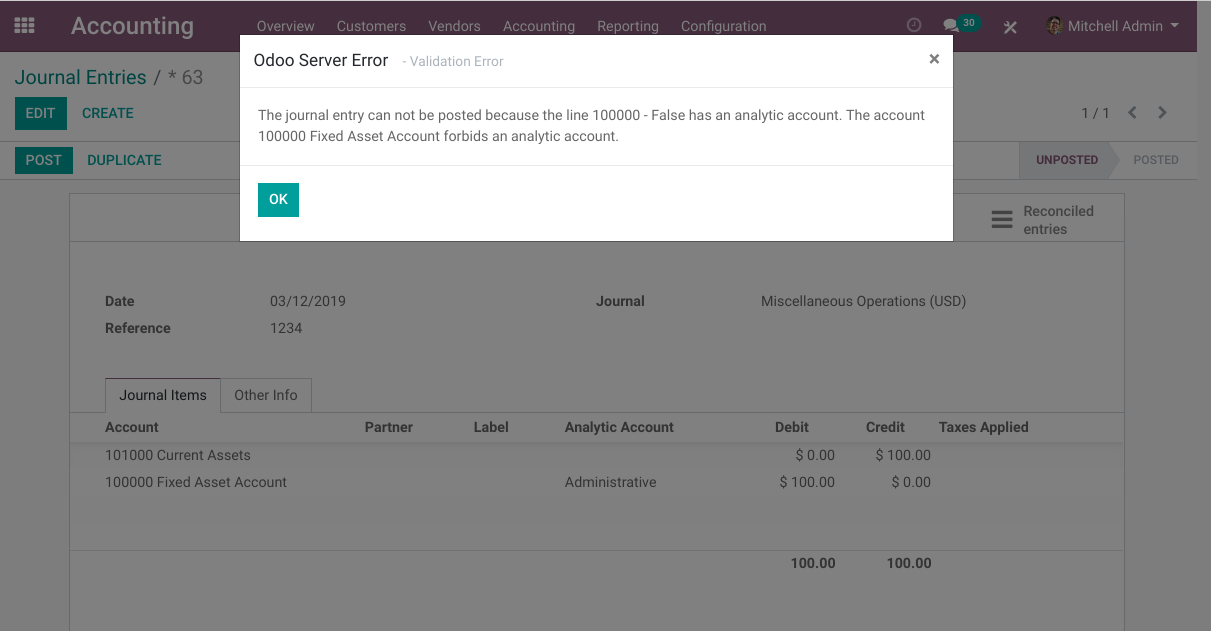 Accounting Overview Customers Vendors Accounting Reporting Configuration 30 Mitchell Admin
Odoo Server Error - Validation Error ×
Journal Entries / * 63
The journal entry can not be posted because the line 100000 - False has an analytic account. The account
100000 Fixed Asset Account forbids an analytic account.
EDIT CREATE 1 / 1
POST DUPLICATE UNPOSTED POSTED
OK
Reconciled
entries
Date 03/12/2019 Journal Miscellaneous Operations (USD)
Reference 1234
Journal Items Other Info
Account Partner Label Analytic Account Debit Credit Taxes Applied
101000 Current Assets $ 0.00 $ 100.00
100000 Fixed Asset Account Administrative $ 100.00 $ 0.00
100.00 100.00